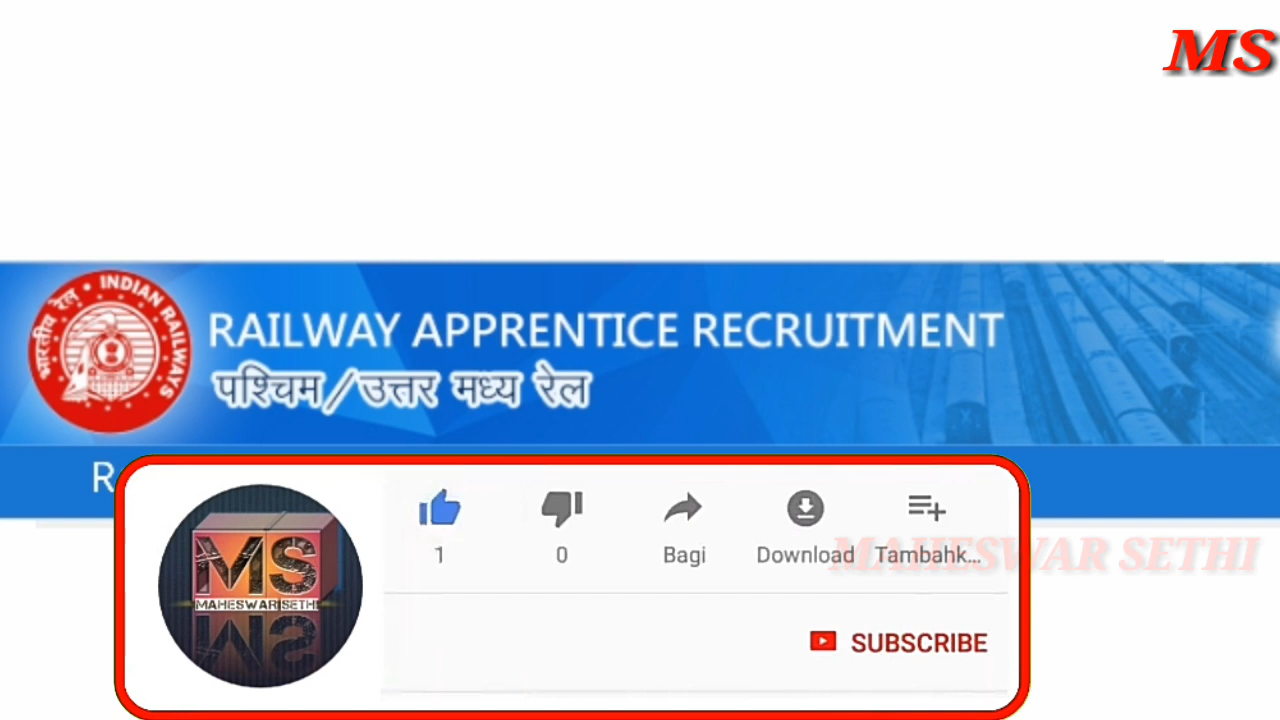 MS
भारतीय रेल • INDIAN RAILWAYS
RAILWAY APPRENTICE RECRUITMENT
पश्चिम/उत्तर मध्य रेल
R
MS
MAHESWAR SETHI
1
0
Bagi
Download
Tambahk...
MAHESWAR SETHI
SUBSCRIBE